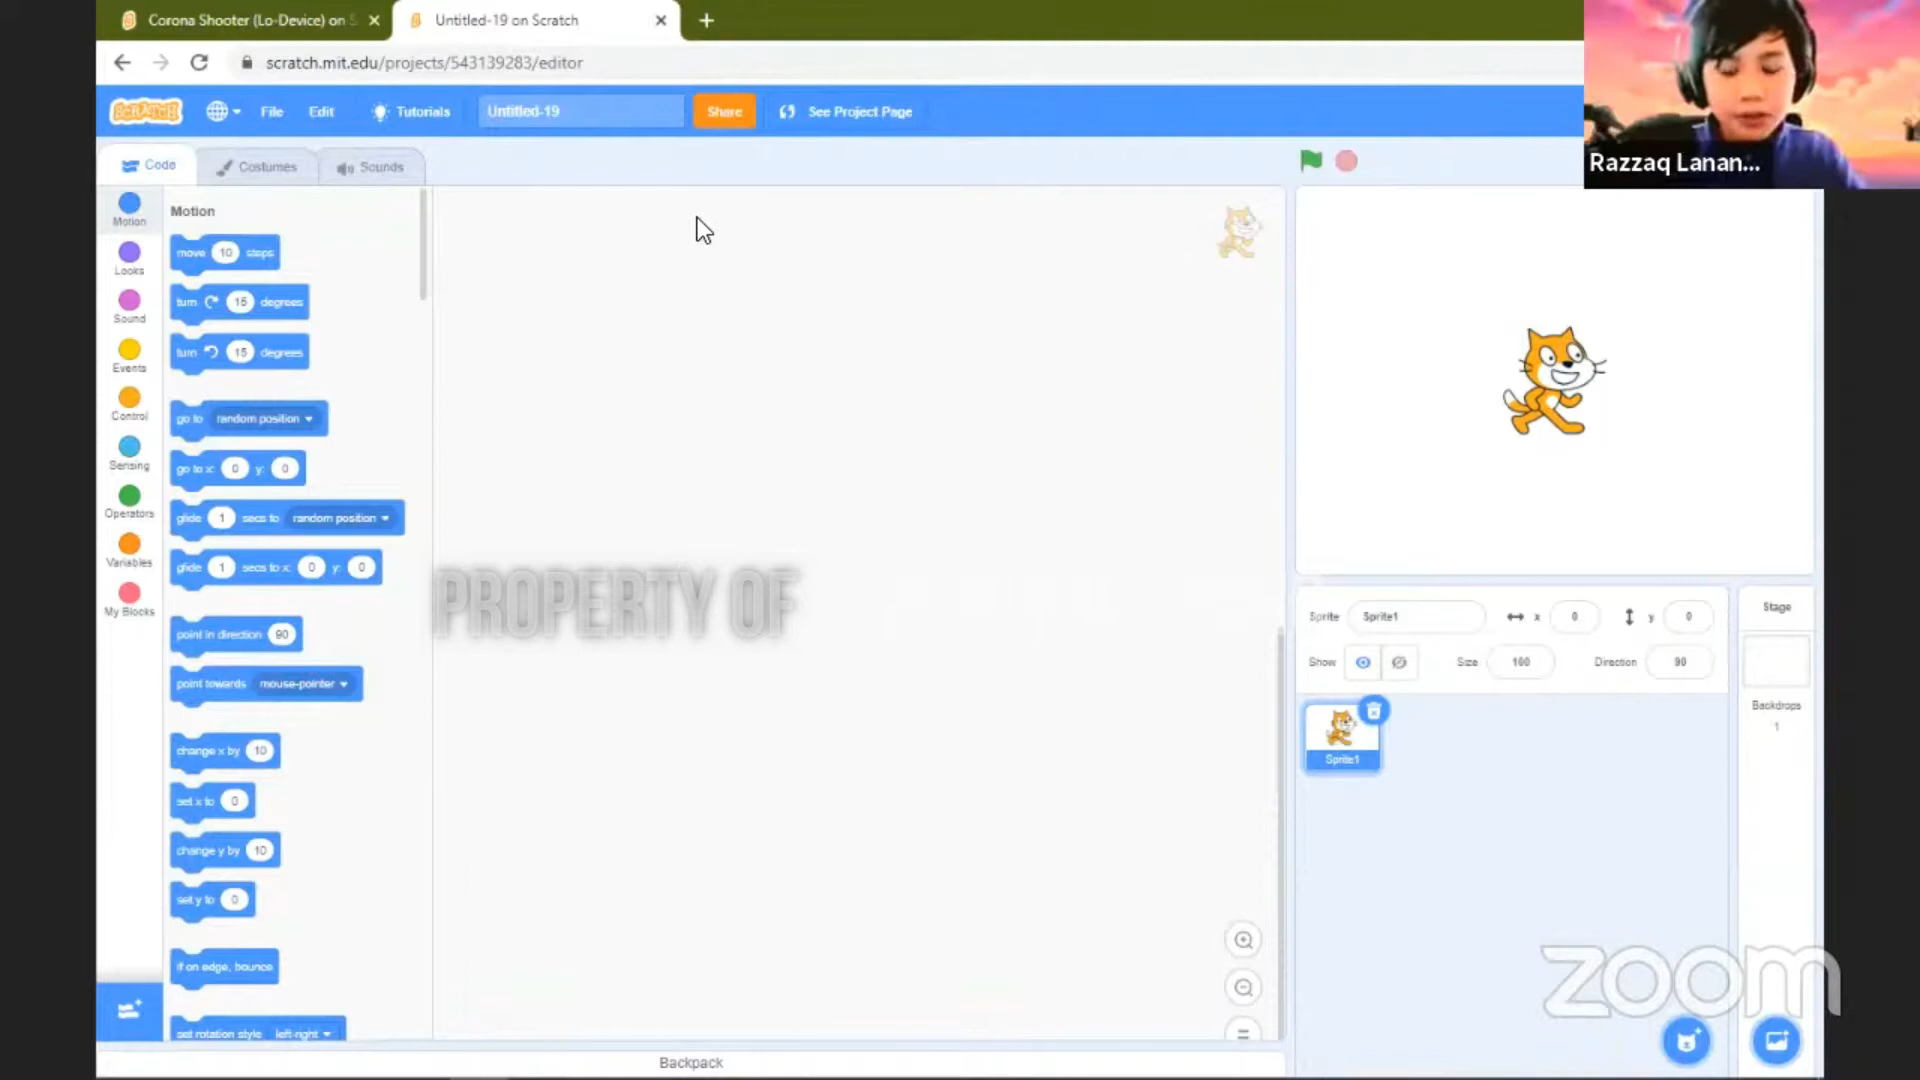 Corona Shooter (Lo-Device) on S
Untitled-19 on Scratch
scratch.mit.edu/projects/543139283/editor
SCRATCH
File
Edit
Tutorials
Untitled-19
Share
See Project Page
Razzaq Lanan...
Code
Costumes
Sounds
Motion
Looks
Sound
Events
Control
Sensing
Operators
Variables
My Blocks
Motion
move 10 steps
turn 15 degrees
turn 15 degrees
go to random position
go to x: 0 y: 0
glide 1 secs to random position
glide 1 secs to x: 0 y: 0
point in direction 90
point towards mouse-pointer
change x by 10
set x to 0
change y by 10
set y to 0
if on edge, bounce
set rotation style left-right
PROPERTY OF
Sprite Sprite1 x 0 y 0
Show Size 100 Direction 90
Sprite1
Stage
Backdrops
1
Backpack
zoom